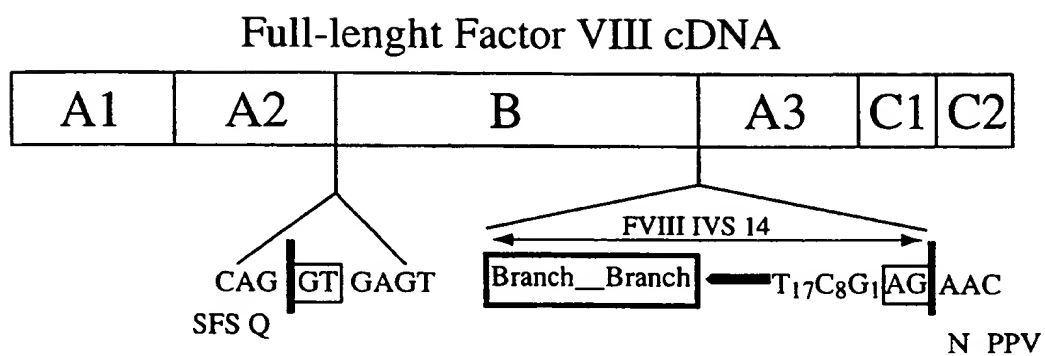 Full-lenght Factor VIII cDNA
A1 A2 B A3 C1 C2
FVIII IVS 14
CAG GT GAGT
Branch__Branch T₁₇C₈G₁ AG AAC
SFS Q
N PPV